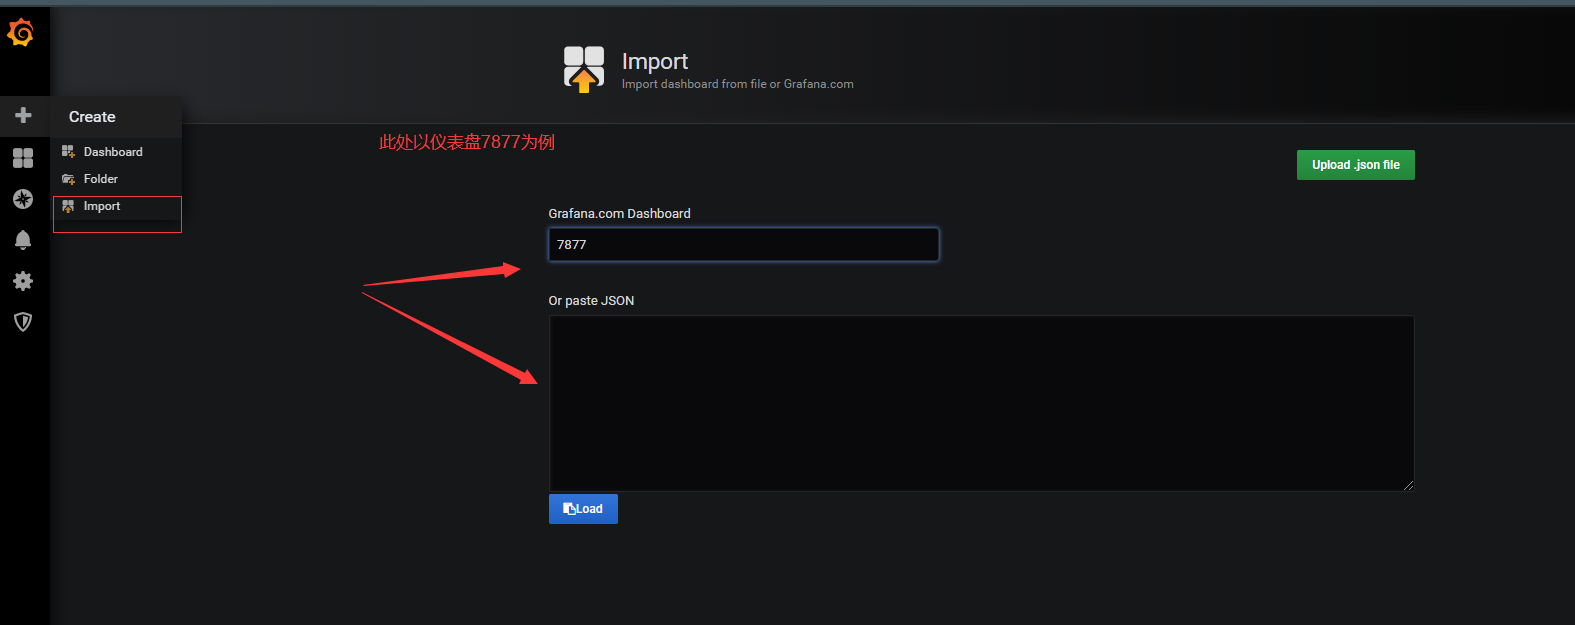 Import
Import dashboard from file or Grafana.com
Create
Dashboard
Folder
Import
此处以仪表盘7877为例
Upload .json file
Grafana.com Dashboard
7877
Or paste JSON
Load